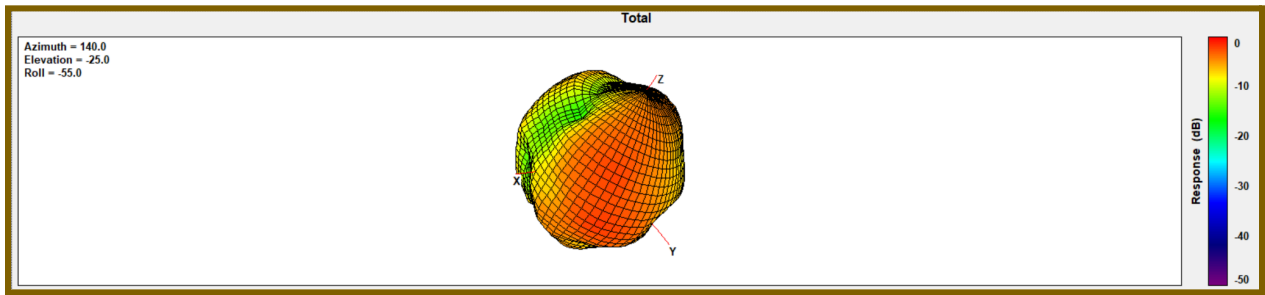 Total
Azimuth = 140.0
Elevation = -25.0
Roll = -55.0
Z
X
Y
0
-10
-20
-30
-40
-50
Response (dB)